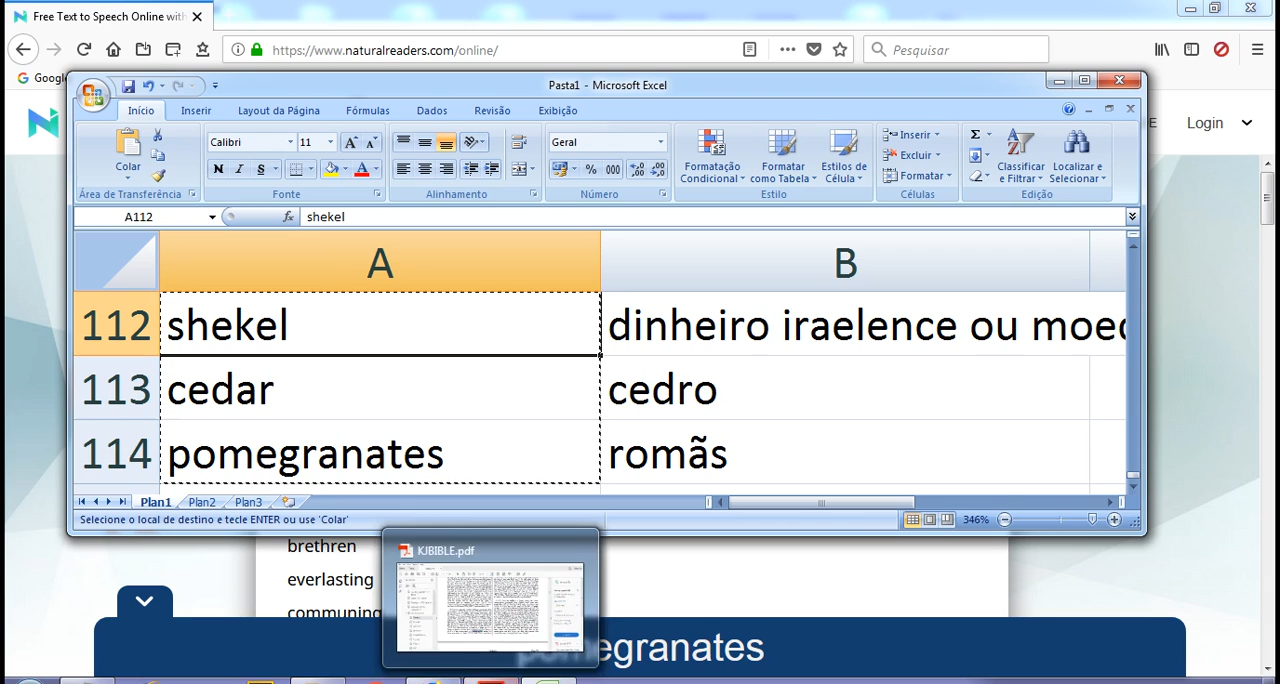 Free Text to Speech Online with
https://www.naturalreaders.com/online/
Pesquisar
Google
Pasta1 - Microsoft Excel
Início Inserir Layout da Página Fórmulas Dados Revisão Exibição
E Login
Calibri 11 Geral Inserir Σ
Colar Formatação Condicional Formatar como Tabela Estilos de Célula Excluir Classificar e Filtrar Localizar e Selecionar
N I S % 000 Formatar
Área de Transferência Fonte Alinhamento Número Estilo Células Edição
A112 fx shekel
A B
112 shekel dinheiro iraelence ou moed
113 cedar cedro
114 pomegranates romãs
Plan1 Plan2 Plan3
Selecione o local de destino e tecle ENTER ou use 'Colar' 346%
brethren
KJBIBLE.pdf
everlasting
communing
pomegranates